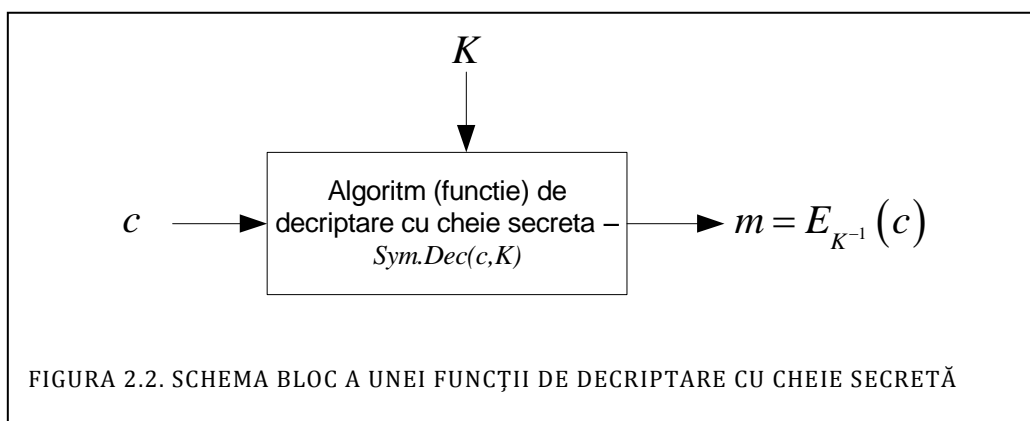 K
Algoritm (functie) de
c decriptare cu cheie secreta – m = E_{K^{-1}}(c)
Sym.Dec(c,K)
FIGURA 2.2. SCHEMA BLOC A UNEI FUNCŢII DE DECRIPTARE CU CHEIE SECRETĂ